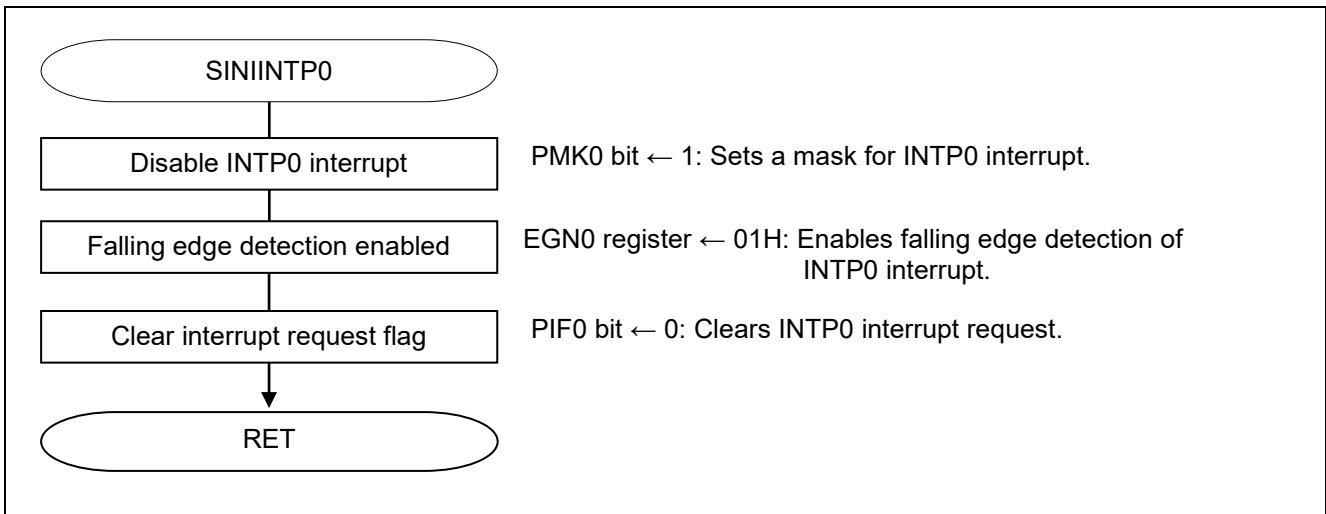 SINIINTP0
Disable INTP0 interrupt
PMK0 bit ← 1: Sets a mask for INTP0 interrupt.
Falling edge detection enabled
EGN0 register ← 01H: Enables falling edge detection of
INTP0 interrupt.
Clear interrupt request flag
PIF0 bit ← 0: Clears INTP0 interrupt request.
RET